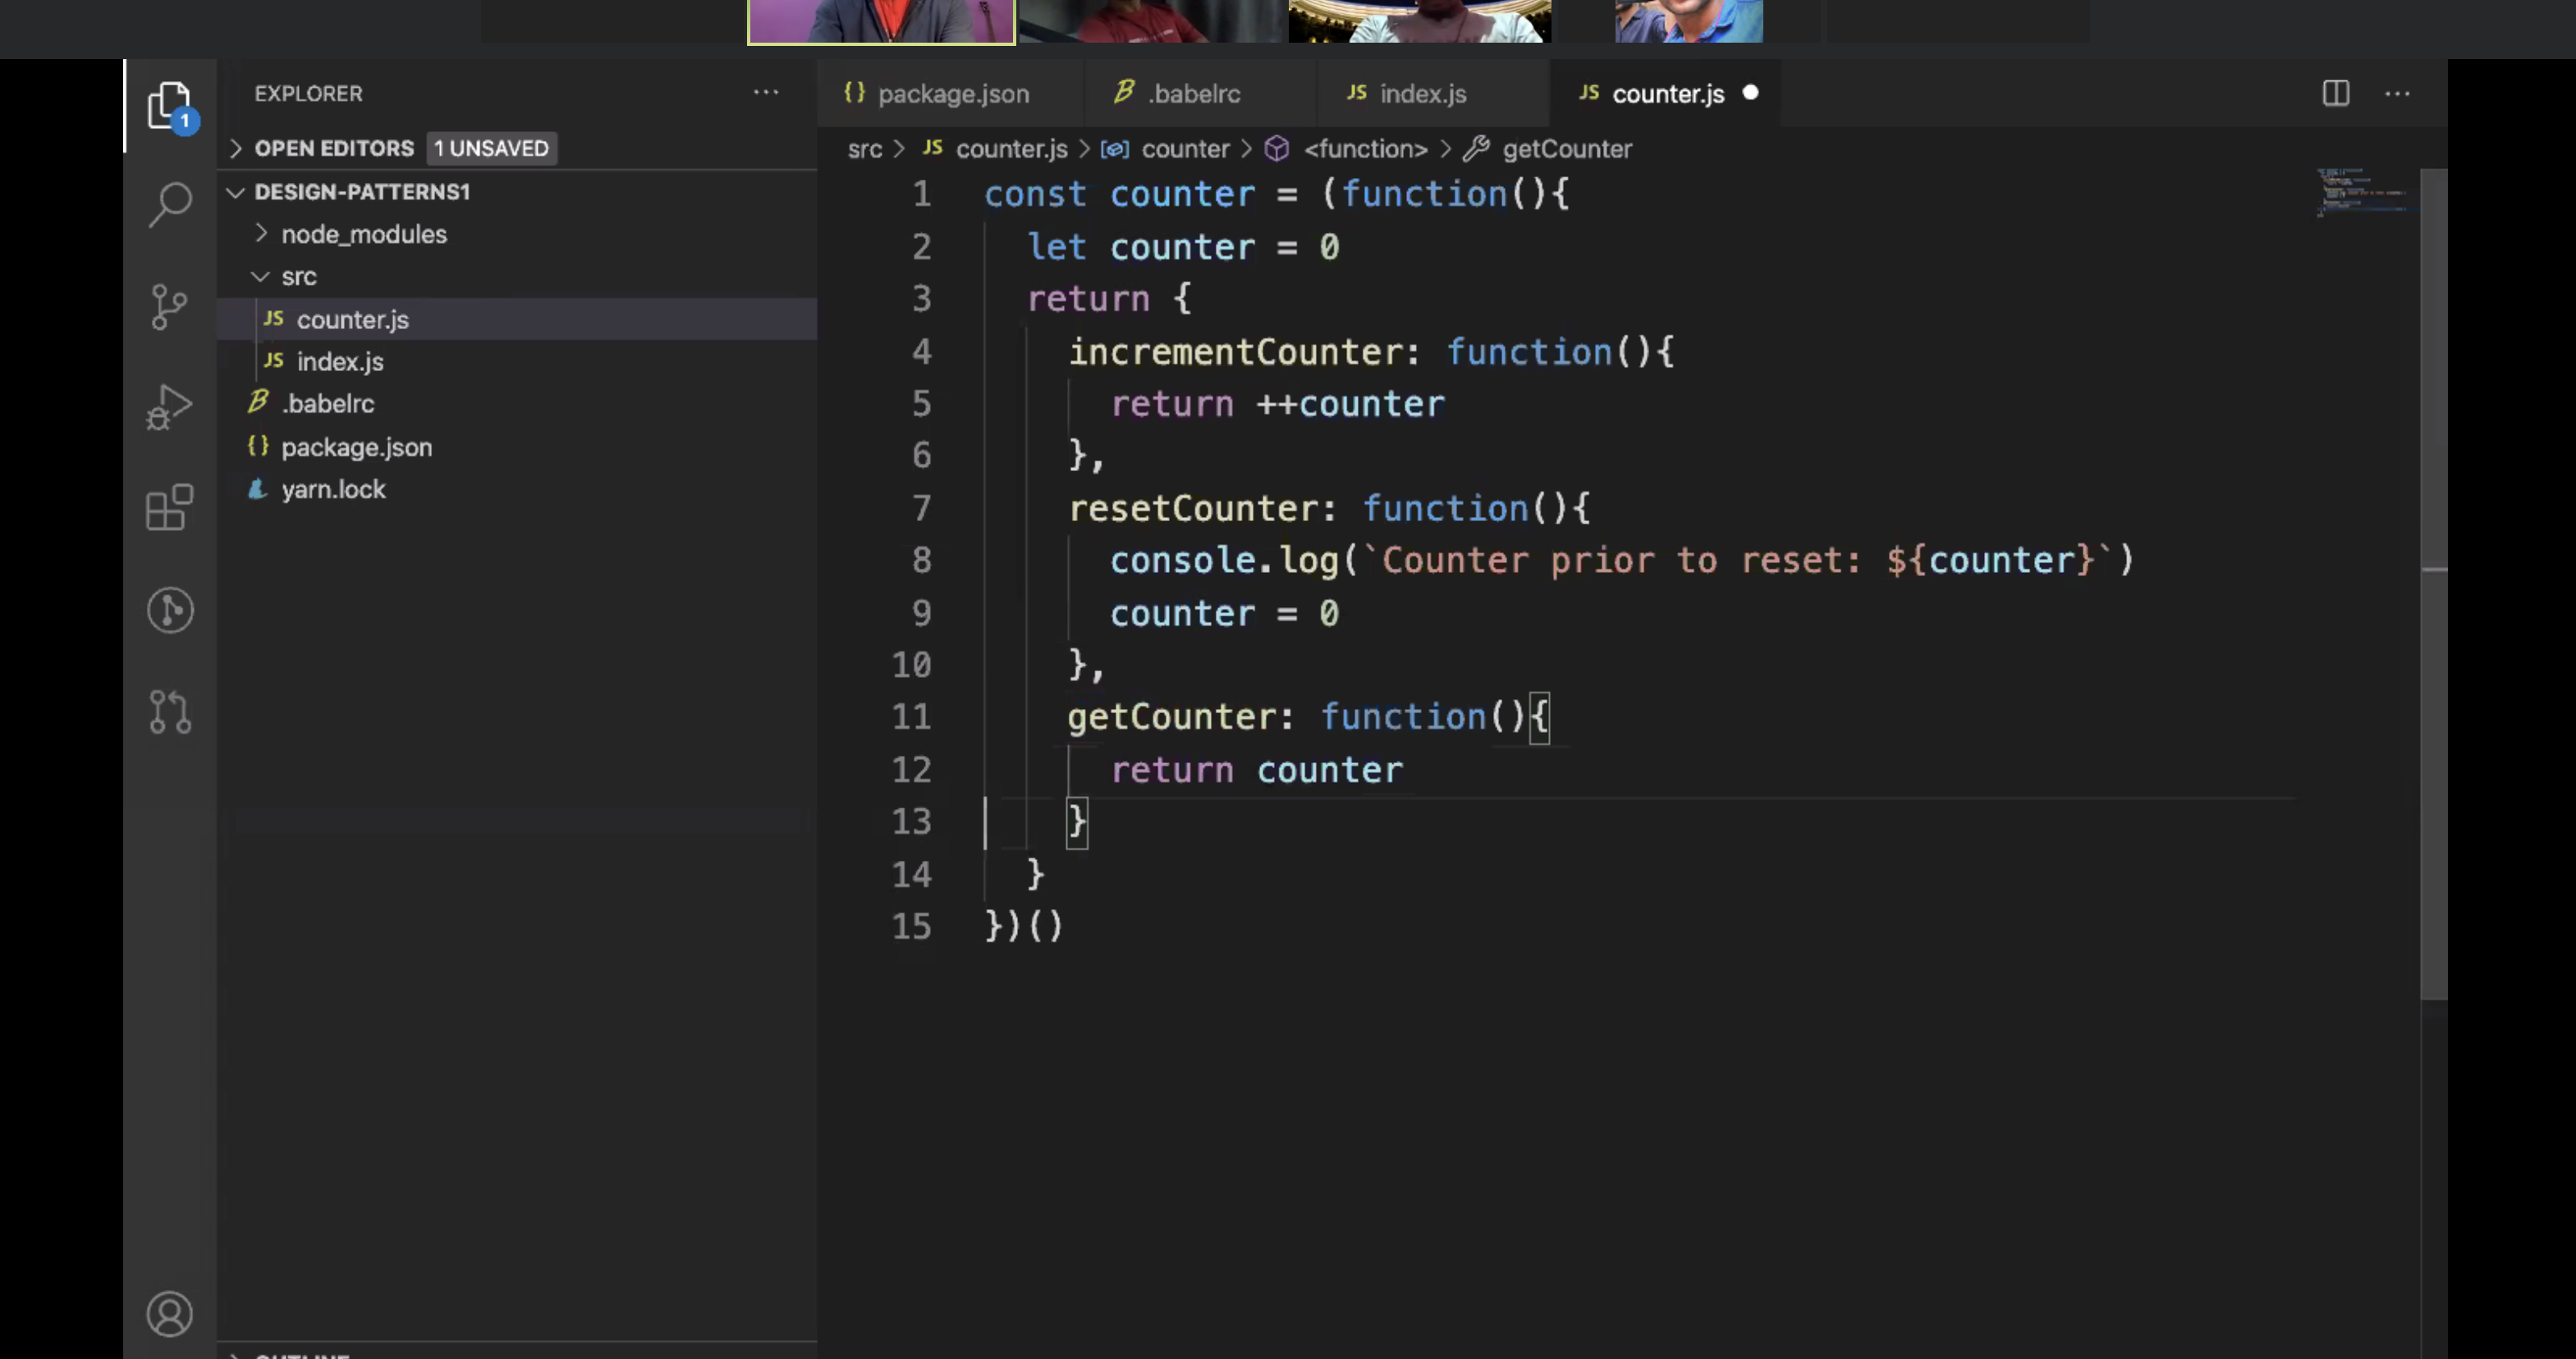 EXPLORER
OPEN EDITORS 1 UNSAVED
DESIGN-PATTERNS1
node_modules
src
JS counter.js
JS index.js
.babelrc
{} package.json
yarn.lock
OUTLINE
1
{} package.json
.babelrc
JS index.js
JS counter.js
src > JS counter.js > counter > <function> > getCounter
1 const counter = (function(){
2   let counter = 0
3   return {
4     incrementCounter: function(){
5       return ++counter
6     },
7     resetCounter: function(){
8       console.log(`Counter prior to reset: ${counter}`)
9       counter = 0
10     },
11     getCounter: function(){
12       return counter
13     }
14   }
15 })()